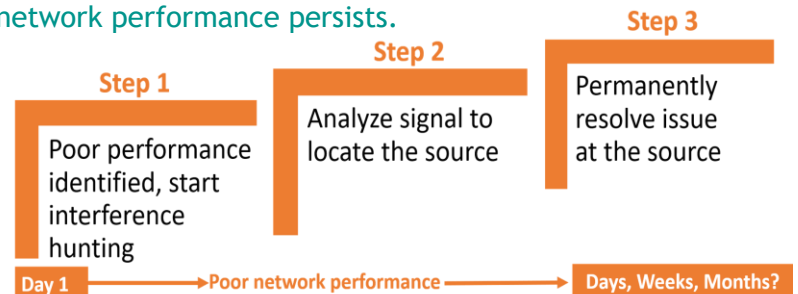 network performance persists.
Step 1
Poor performance
identified, start
interference
hunting
Step 2
Analyze signal to
locate the source
Step 3
Permanently
resolve issue
at the source
Day 1
Poor network performance
Days, Weeks, Months?